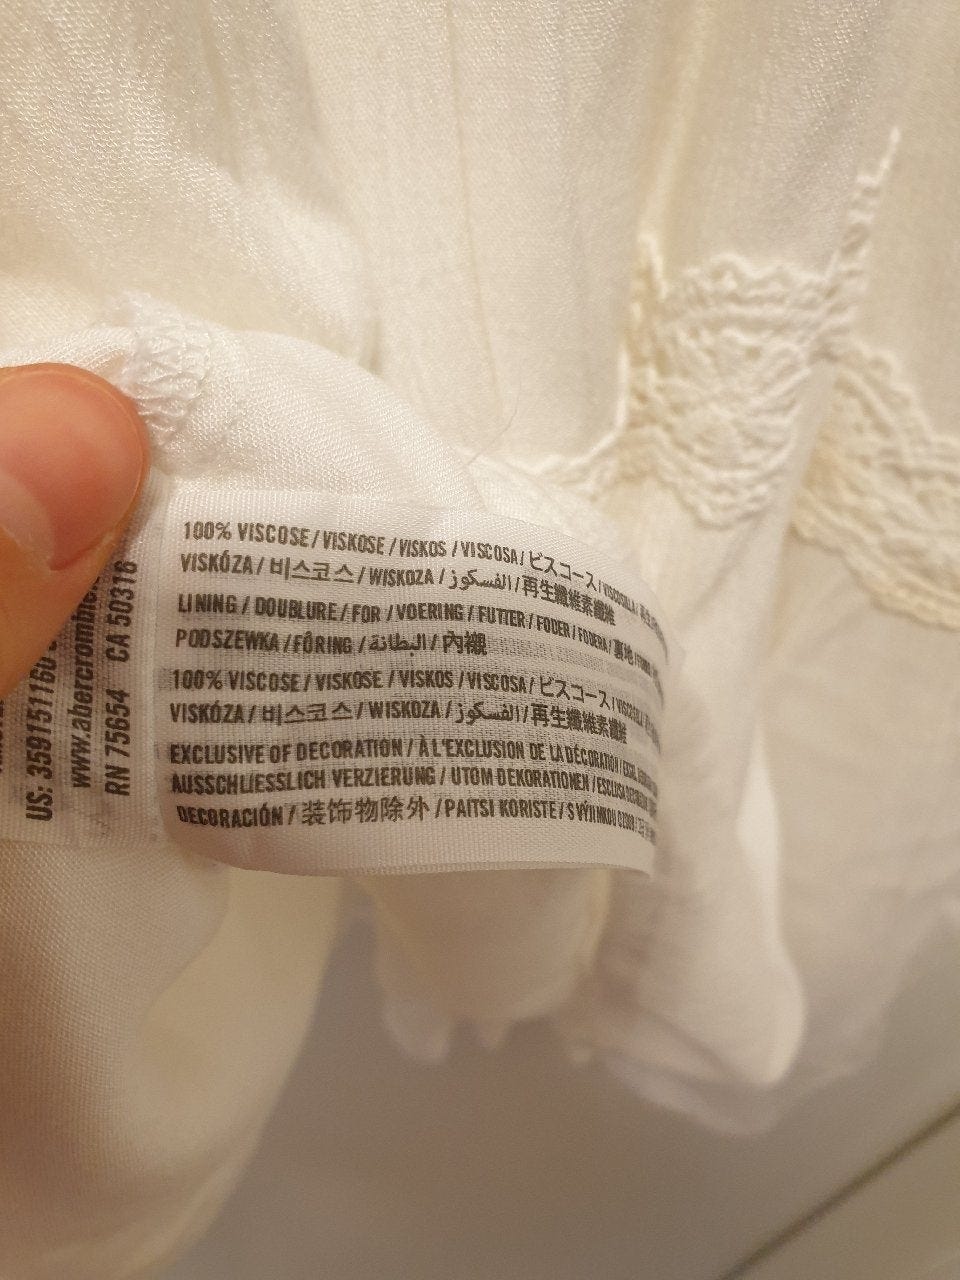 100% VISCOSE / VISKOSE / VISKOS / VISCOSA / ビスコース /
VISKÓZA / 비스코스 / WISKOZA / الفسكوز / 再生纖維素纖維
LINING / DOUBLURE / FOR / VOERING / FUTTER / FODER / FODERA / 裏地 /
PODSZEWKA / FÔRING / البطانة / 內襯
100% VISCOSE / VISKOSE / VISKOS / VISCOSA / ビスコース /
VISKÓZA / 비스코스 / WISKOZA / الفسكوز / 再生纖維素纖維
EXCLUSIVE OF DECORATION / À L'EXCLUSION DE LA DÉCORATION /
AUSSCHLIESSLICH VERZIERUNG / UTOM DEKORATIONEN /
DECORACIÓN / 装饰物除外 / PAITSI KORISTE /
US: 359151160
www.abercrombie.
RN 75654 CA 50316